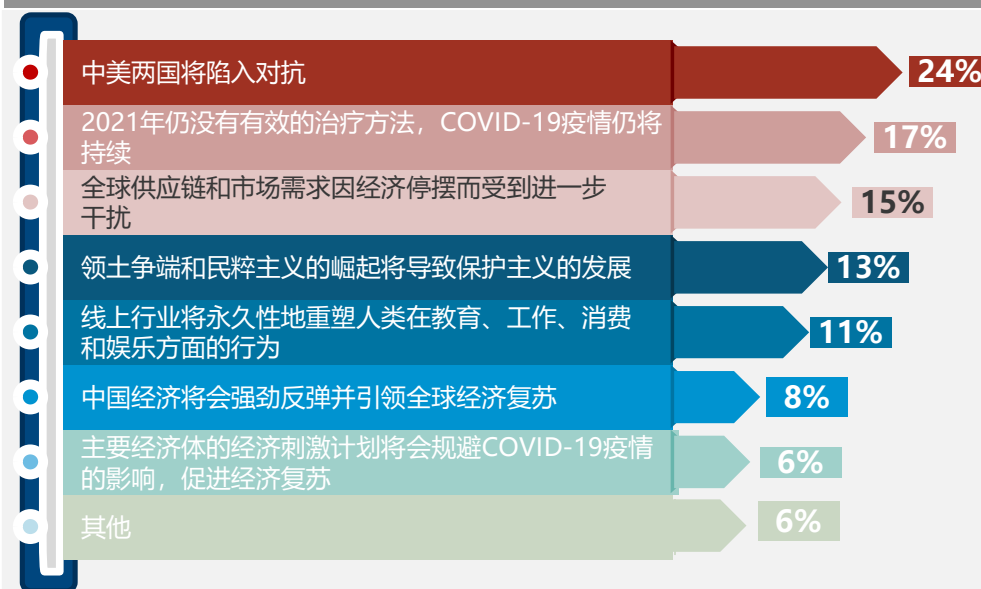 中美两国将陷入对抗
24%
2021年仍没有有效的治疗方法，COVID-19疫情仍将
持续
17%
全球供应链和市场需求因经济停摆而受到进一步
干扰
15%
领土争端和民粹主义的崛起将导致保护主义的发展
13%
线上行业将永久性地重塑人类在教育、工作、消费
和娱乐方面的行为
11%
中国经济将会强劲反弹并引领全球经济复苏
8%
主要经济体的经济刺激计划将会规避COVID-19疫情
的影响，促进经济复苏
6%
其他
6%